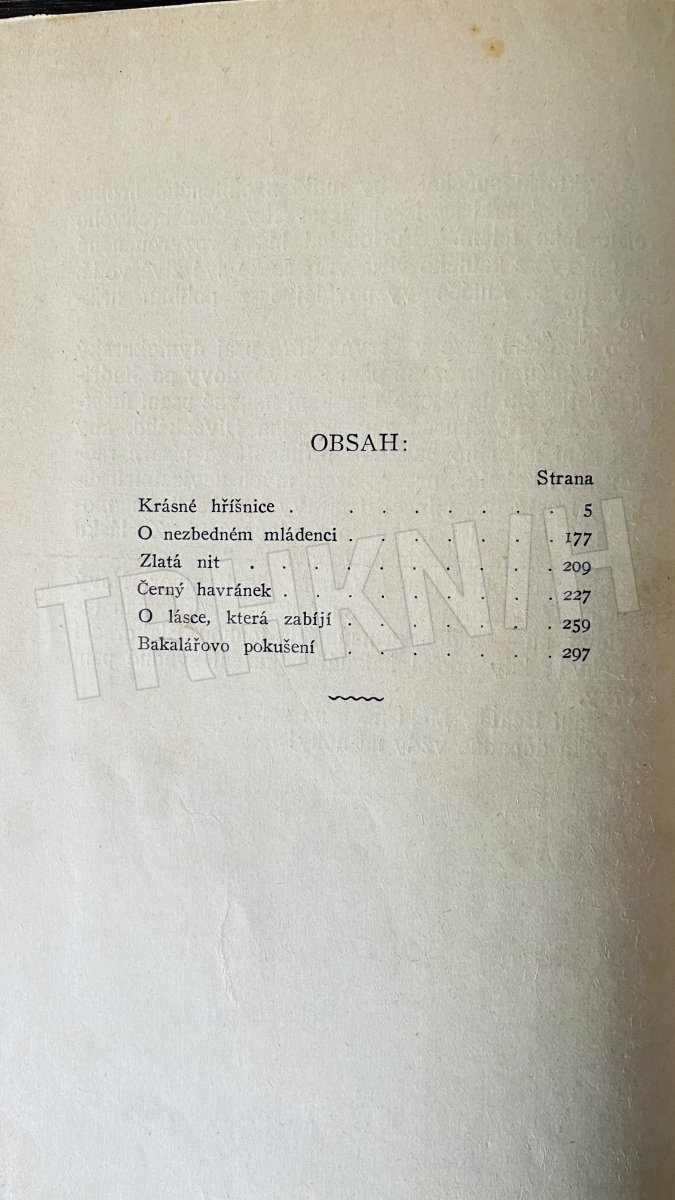 OBSAH:
Strana
Krásné hříšnice . . . . . . . . 5
O nezbedném mládenci . . . . . . . 177
Zlatá nit . . . . . . . . . 209
Černý havránek . . . . . . . . . 227
O lásce, která zabíjí . . . . . . . 259
Bakalářovo pokušení . . . . . . . 297
TRHKNIH